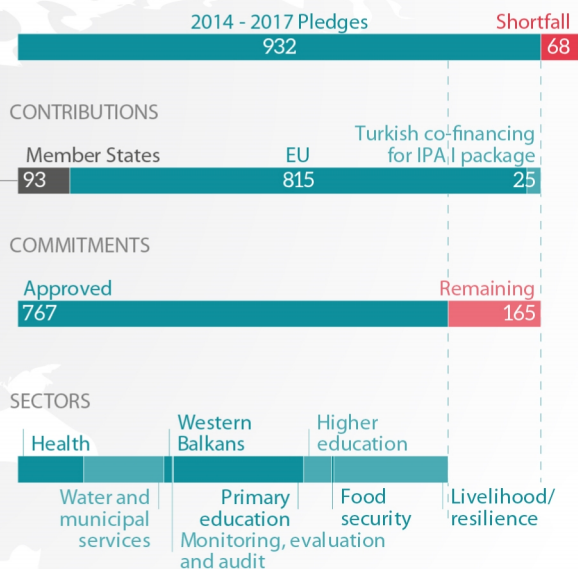 2014 - 2017 Pledges
Shortfall
932
68
CONTRIBUTIONS
Turkish co-financing
for IPA I package
Member States
EU
93
815
25
COMMITMENTS
Approved
Remaining
767
165
SECTORS
Health
Western
Balkans
Higher
education
Water and
municipal
services
Primary
education
Food
security
Livelihood/
resilience
Monitoring, evaluation
and audit